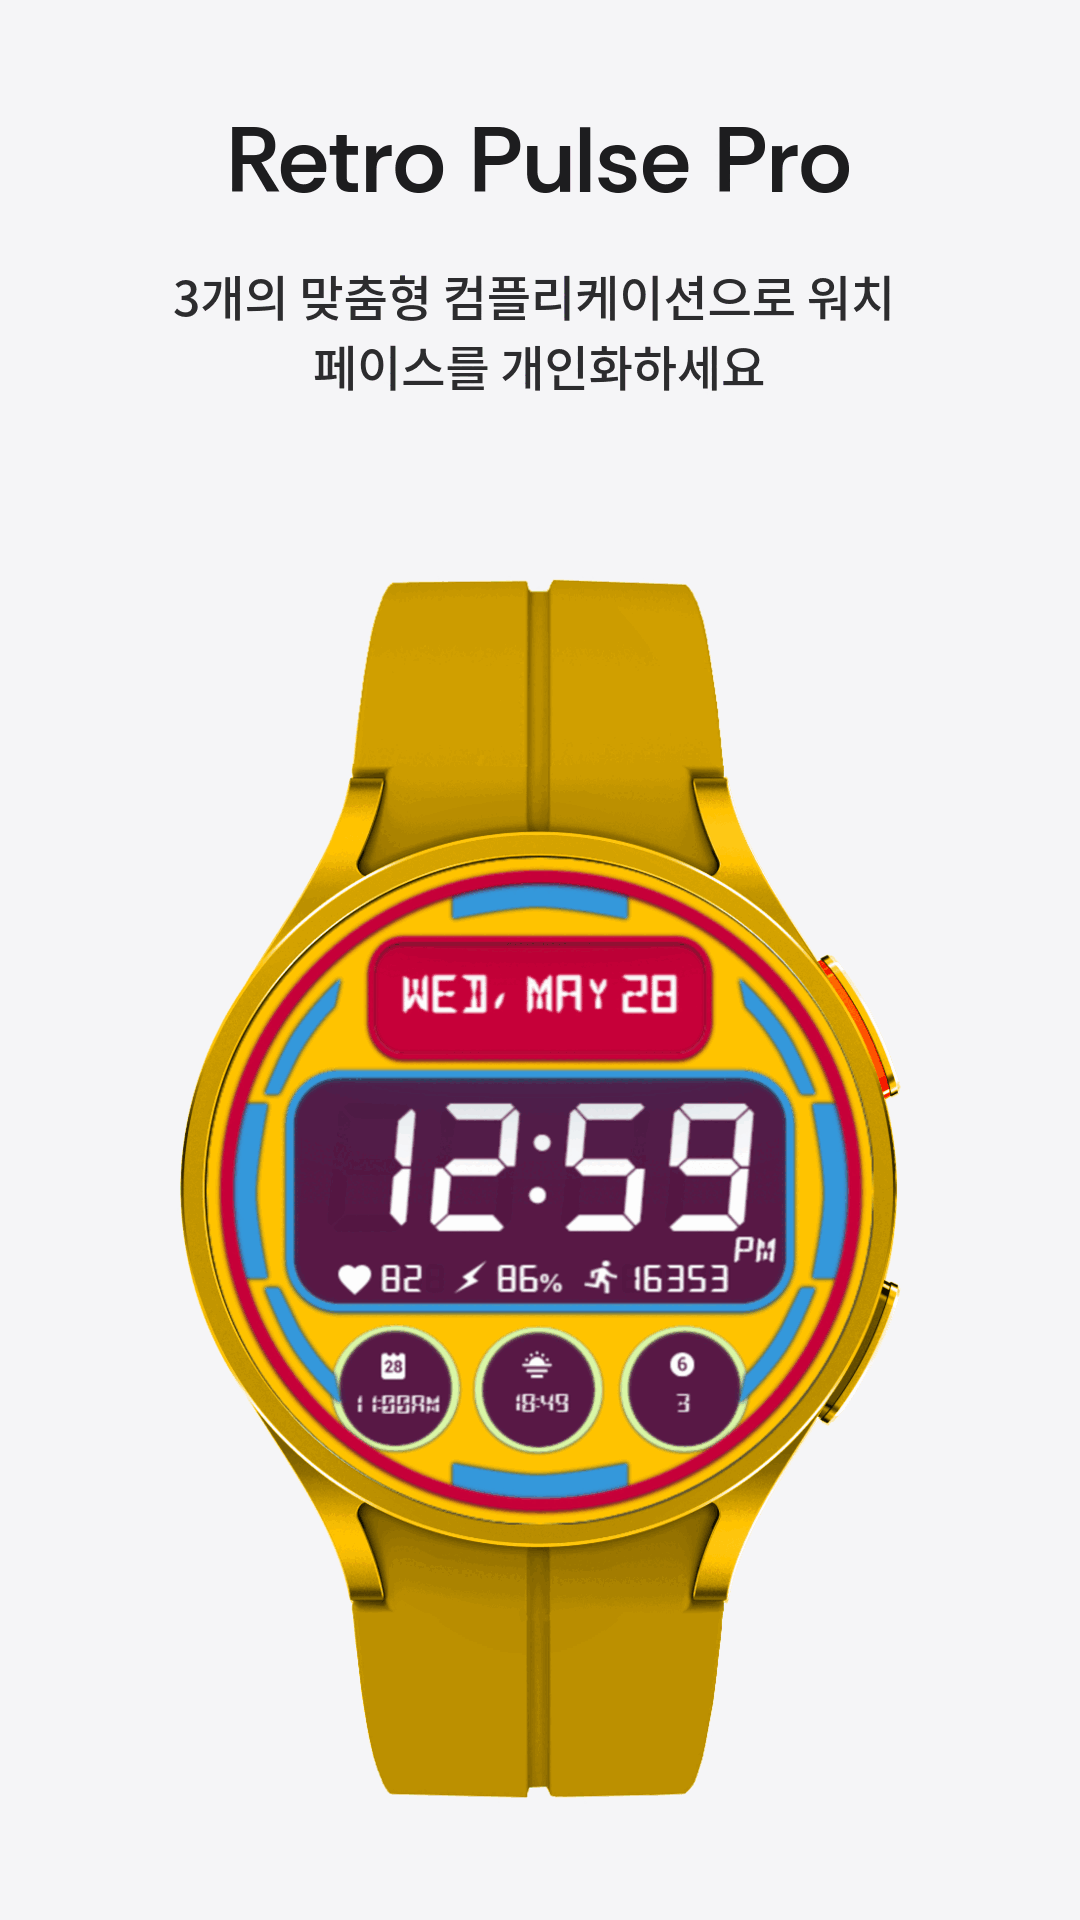 Retro Pulse Pro
3개의 맞춤형 컴플리케이션으로 워치
페이스를 개인화하세요
WED, MAY 28
12:59
PM
82 86% 16353
28 6
11:00AM 18:49 3